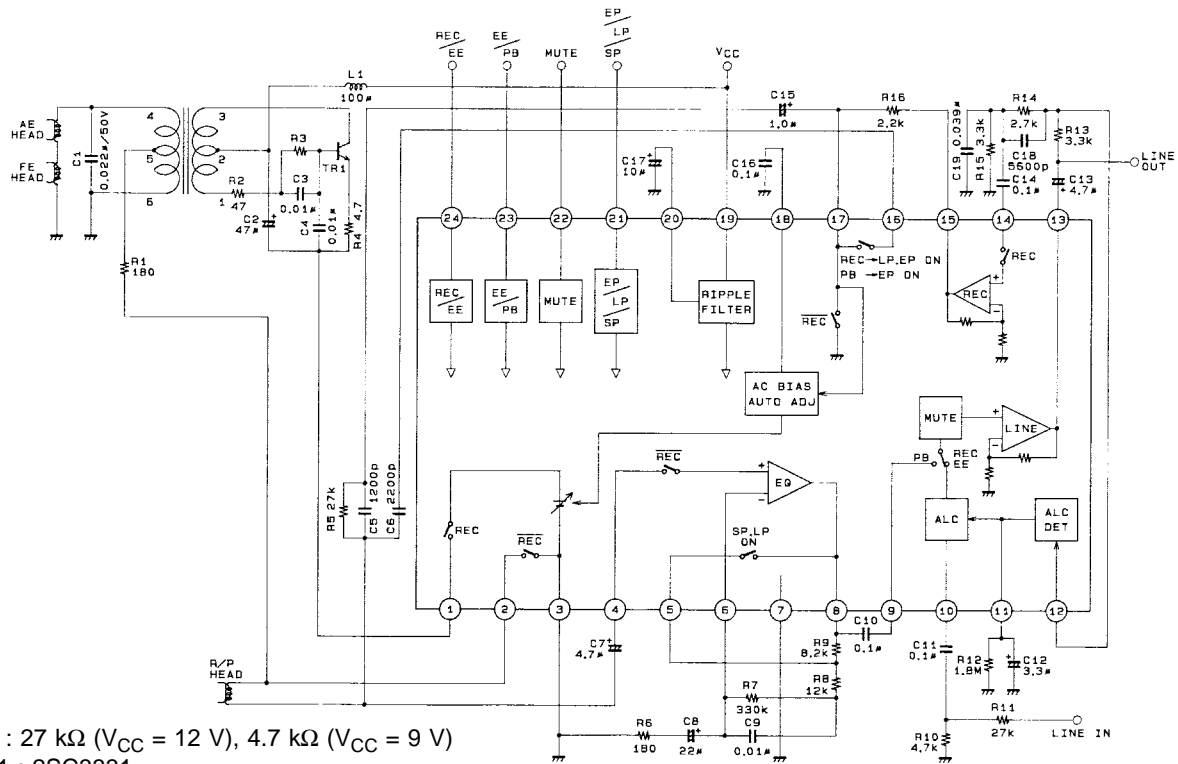 REC/EE
EE/PB
MUTE
EP/LP/SP
VCC
L1
100µ
AE HEAD
FE HEAD
C1
0.022µ/50V
4
5
6
3
2
1
R2
47
R3
C3
0.01µ
C4
0.01µ
TR1
R4 4.7
C2
47µ
R1
180
C15
1.0µ
R16
2.2k
C17
10µ
C16
0.1µ
C19 0.039µ
R15 3.3k
R14
2.7k
C18
5600p
C14
0.1µ
R13
3.3k
C13
4.7µ
LINE OUT
24
23
22
21
20
19
18
17
16
15
14
13
REC/EE
EE/PB
MUTE
EP/LP/SP
RIPPLE FILTER
REC→LP.EP ON
PB →EP ON
REC
REC
REC
AC BIAS AUTO ADJ
MUTE
LINE
PB
REC
EE
ALC
ALC DET
REC
REC
REC
EQ
SP.LP ON
R5 27k
C5 1200p
C6 2200p
1
2
3
4
5
6
7
8
9
10
11
12
R/P HEAD
C7
4.7µ
R9
8.2k
C10
0.1µ
R8
12k
R7
330k
R6
180
C8
22µ
C9
0.01µ
C11
0.1µ
R12
1.8M
C12
3.3µ
R11
27k
R10
4.7k
LINE IN
: 27 kΩ (VCC = 12 V), 4.7 kΩ (VCC = 9 V)